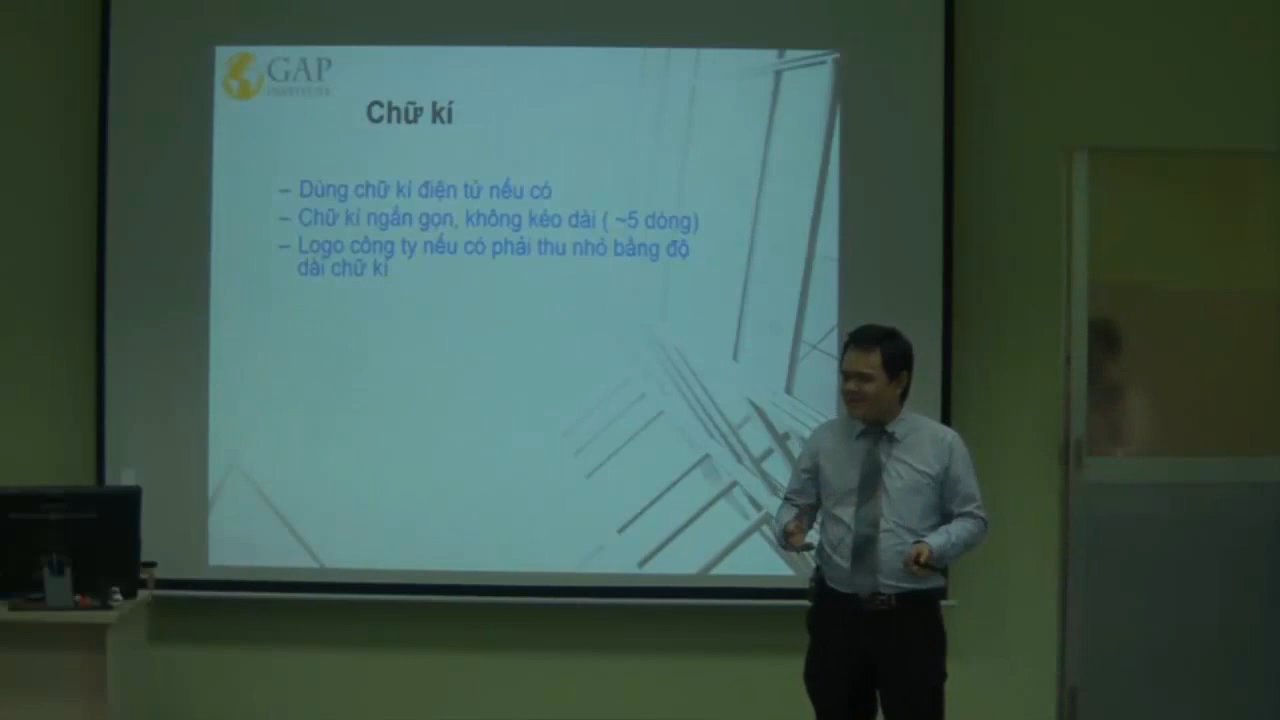 GAP
INSTITUTE
Chữ kí
– Dùng chữ kí điện tử nếu có
– Chữ kí ngắn gọn, không kéo dài ( ~5 dòng)
– Logo công ty nếu có phải thu nhỏ bằng độ
dài chữ kí